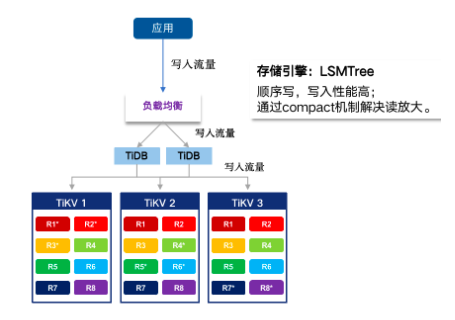 应用
写入流量
存储引擎：LSMTree
顺序写，写入性能高；
通过compact机制解决读放大。
负载均衡
写入流量
TiDB TiDB
写入流量
TiKV 1 TiKV 2 TiKV 3
R1* R2* R1 R2 R1 R2
R3* R4 R3 R4* R3 R4
R5 R6 R5* R6* R5 R6
R7 R8 R7 R8 R7* R8*